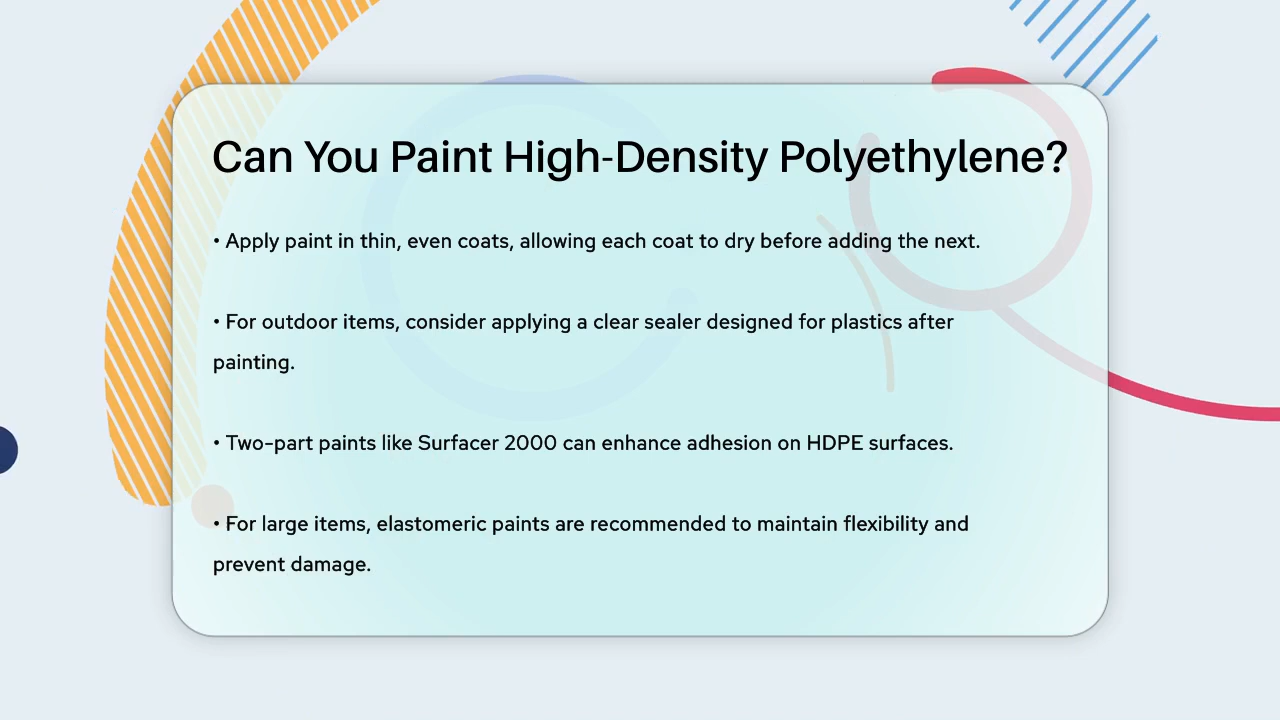 Can You Paint High-Density Polyethylene?
• Apply paint in thin, even coats, allowing each coat to dry before adding the next.
• For outdoor items, consider applying a clear sealer designed for plastics after
painting.
• Two-part paints like Surfacer 2000 can enhance adhesion on HDPE surfaces.
• For large items, elastomeric paints are recommended to maintain flexibility and
prevent damage.